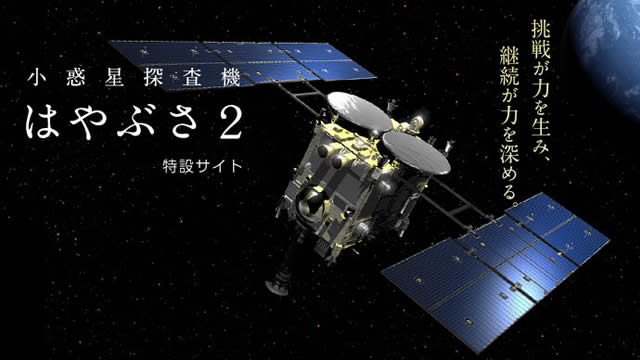 小惑星探査機
はやぶさ２
特設サイト
挑戦が力を生み、
継続が力を深める。